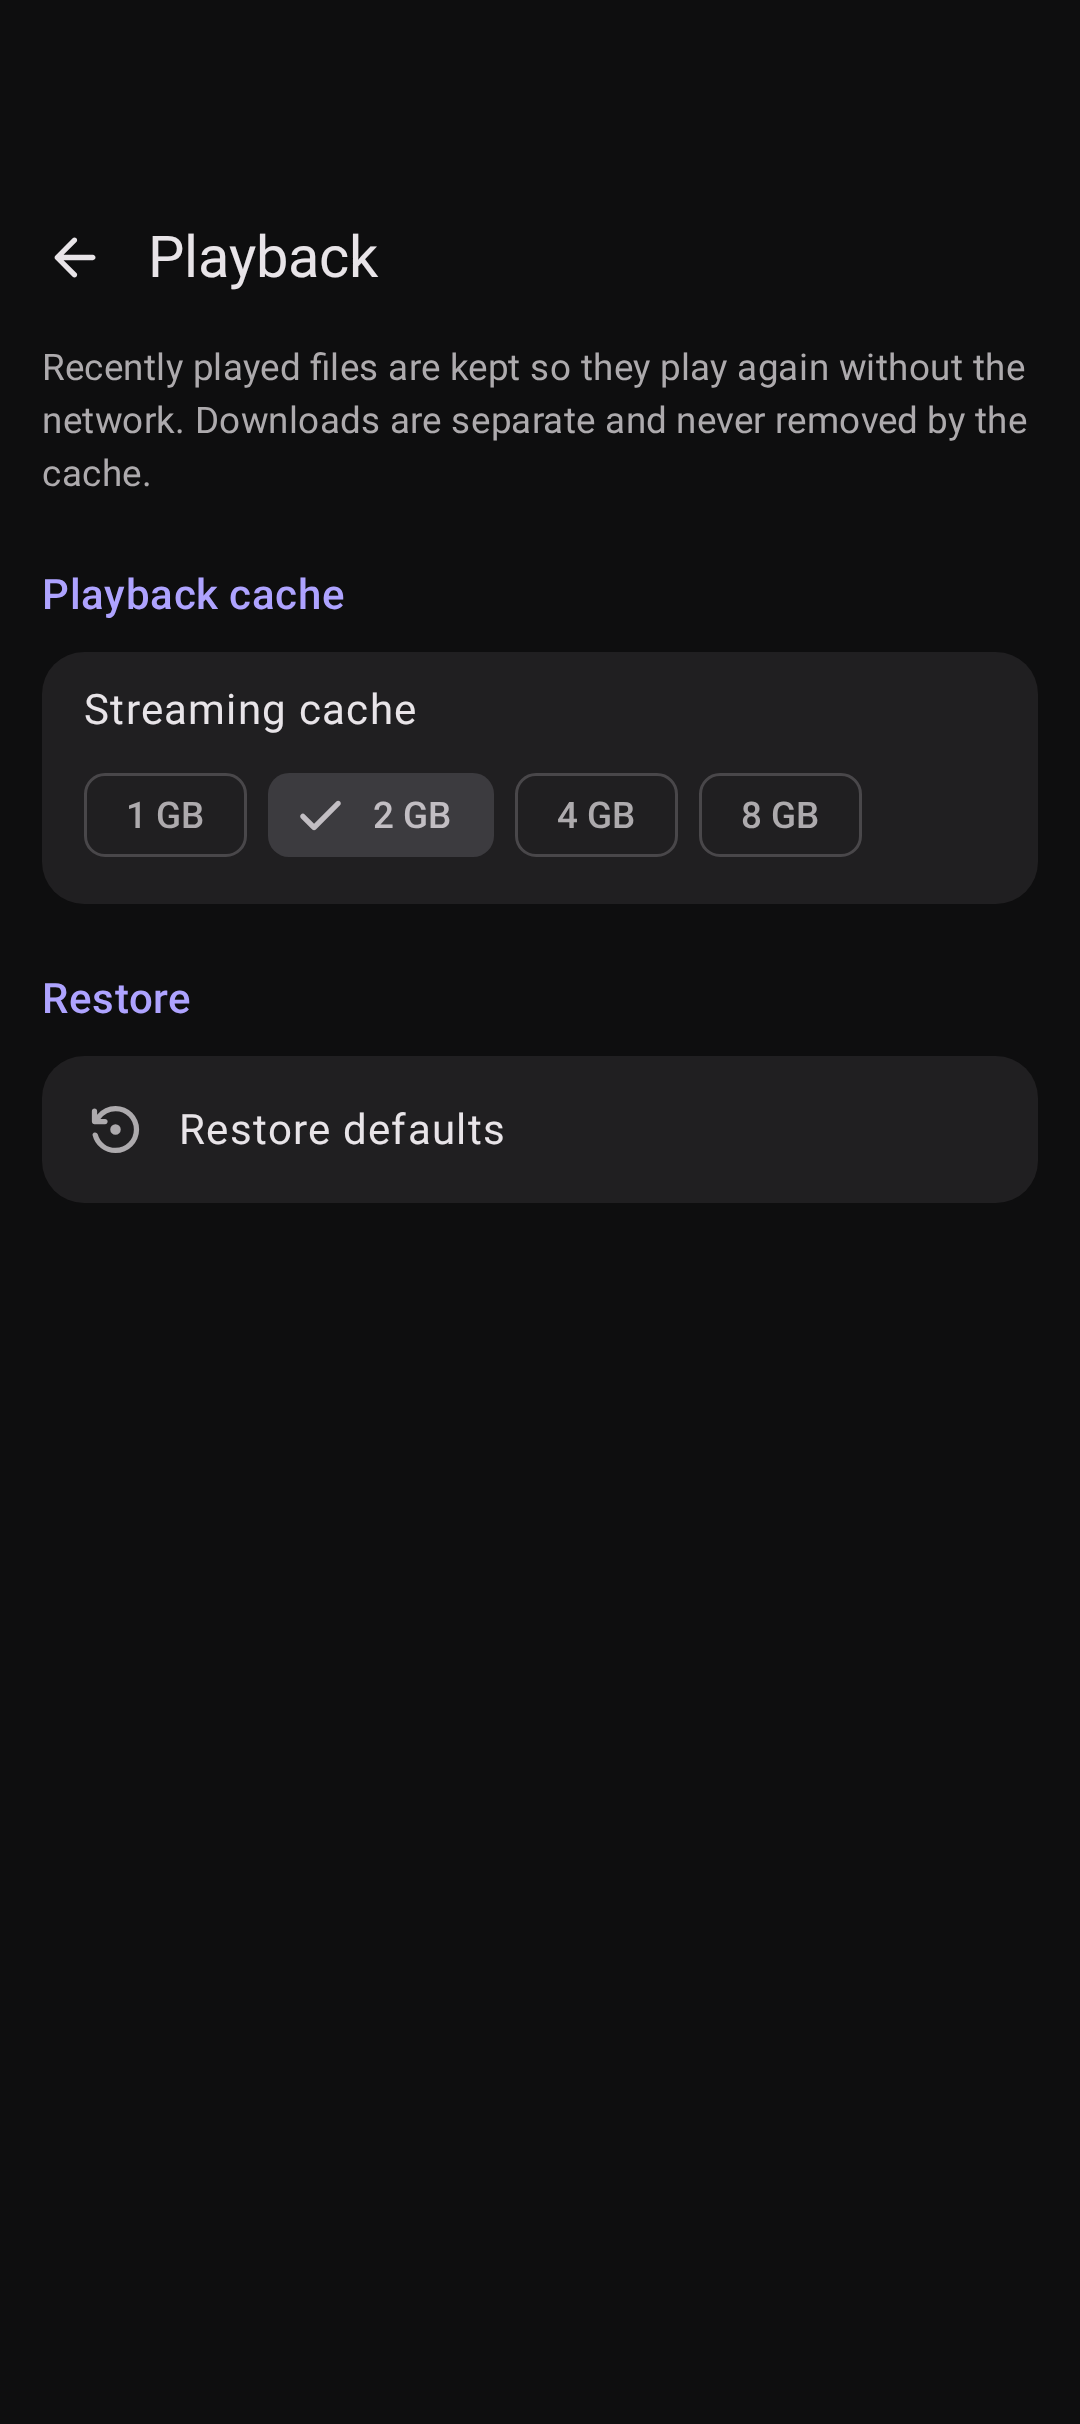 Playback
Recently played files are kept so they play again without the
network. Downloads are separate and never removed by the
cache.
Playback cache
Streaming cache
1 GB
2 GB
4 GB
8 GB
Restore
Restore defaults